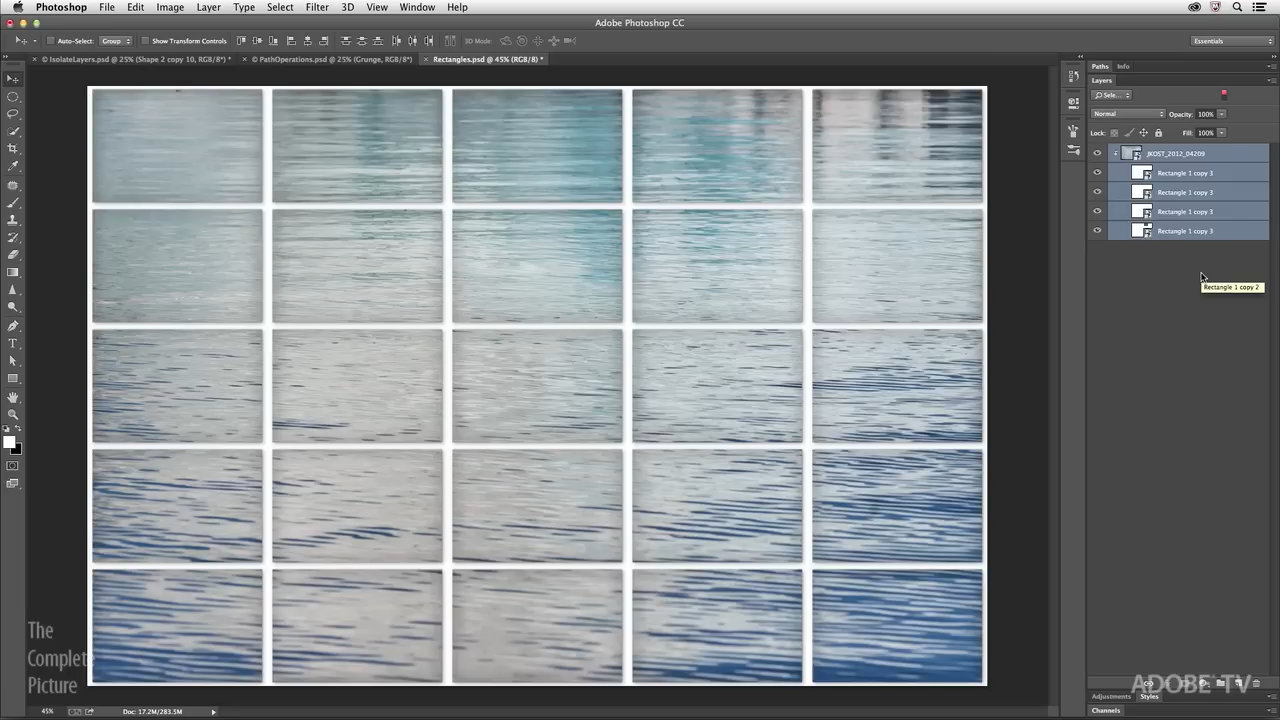 Photoshop File Edit Image Layer Type Select Filter 3D View Window Help
Adobe Photoshop CC
Auto-Select: Group Show Transform Controls 3D Mode: Essentials
× © IsolateLayers.psd @ 25% (Shape 2 copy 10, RGB/8*) * × © PathOperations.psd @ 25% (Grunge, RGB/8*) × Rectangles.psd @ 45% (RGB/8) *
Paths Info
Layers
Sele...
Normal Opacity: 100%
Lock: Fill: 100%
JKOST_2012_04209
Rectangle 1 copy 3
Rectangle 1 copy 3
Rectangle 1 copy 3
Rectangle 1 copy 3
Rectangle 1 copy 2
The
Complete
Picture
ADOBE TV
Adjustments Styles
Channels
45% Doc: 17.2M/283.5M